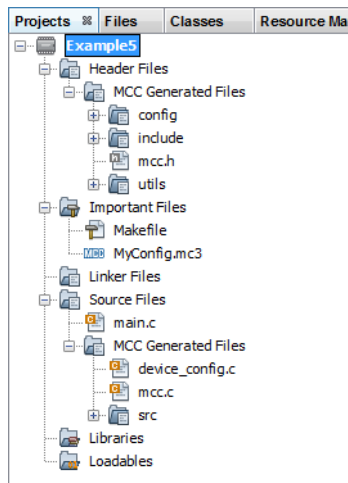 Projects Files Classes Resource Ma
Example5
Header Files
MCC Generated Files
config
include
mcc.h
utils
Important Files
Makefile
MyConfig.mc3
Linker Files
Source Files
main.c
MCC Generated Files
device_config.c
mcc.c
src
Libraries
Loadables